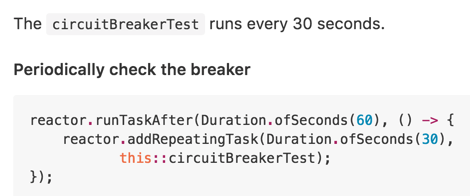 The circuitBreakerTest runs every 30 seconds.
Periodically check the breaker
reactor.runTaskAfter(Duration.ofSeconds(60), () -> {
    reactor.addRepeatingTask(Duration.ofSeconds(30),
            this::circuitBreakerTest);
});